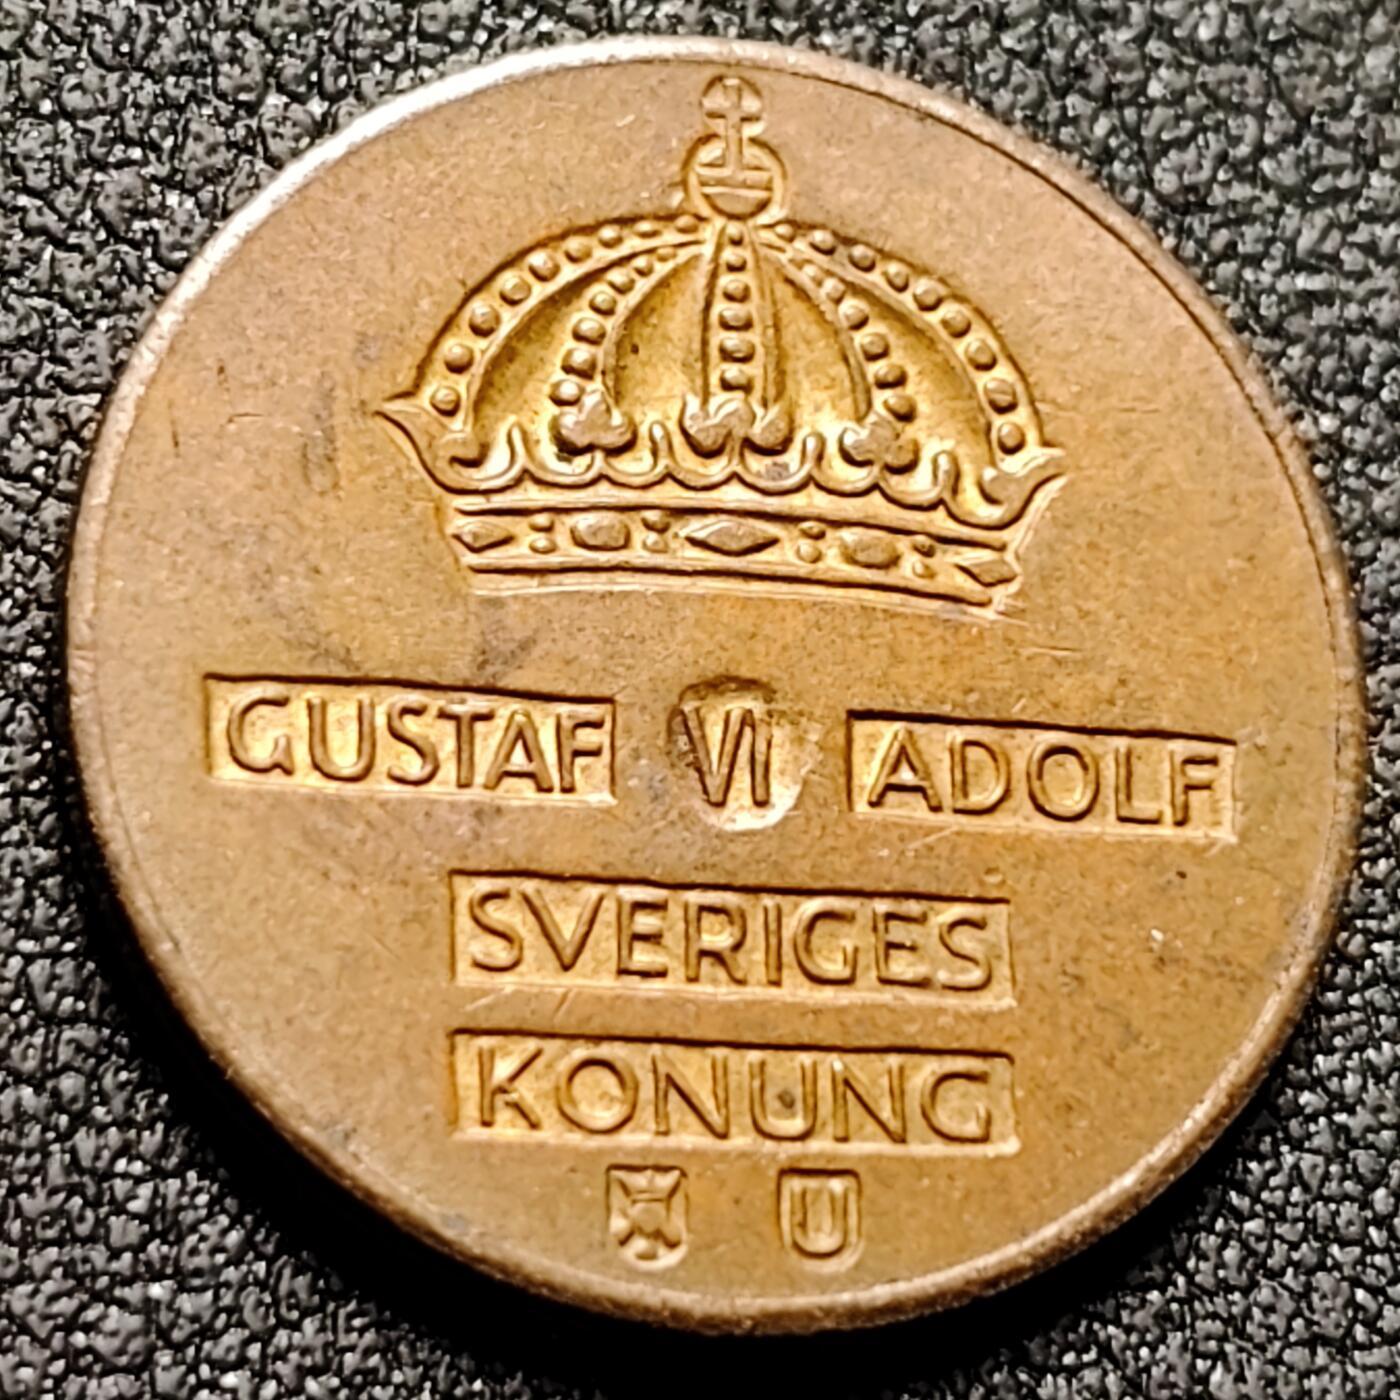 GUSTAF VI ADOLF
SVERIGES
KONUNG
U